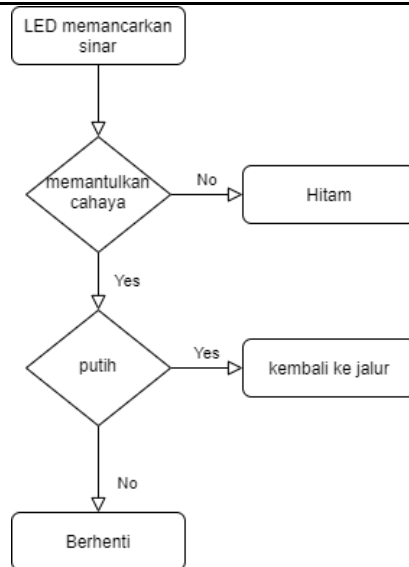 LED memancarkan
sinar
memantulkan
cahaya
No
Hitam
Yes
putih
Yes
kembali ke jalur
No
Berhenti